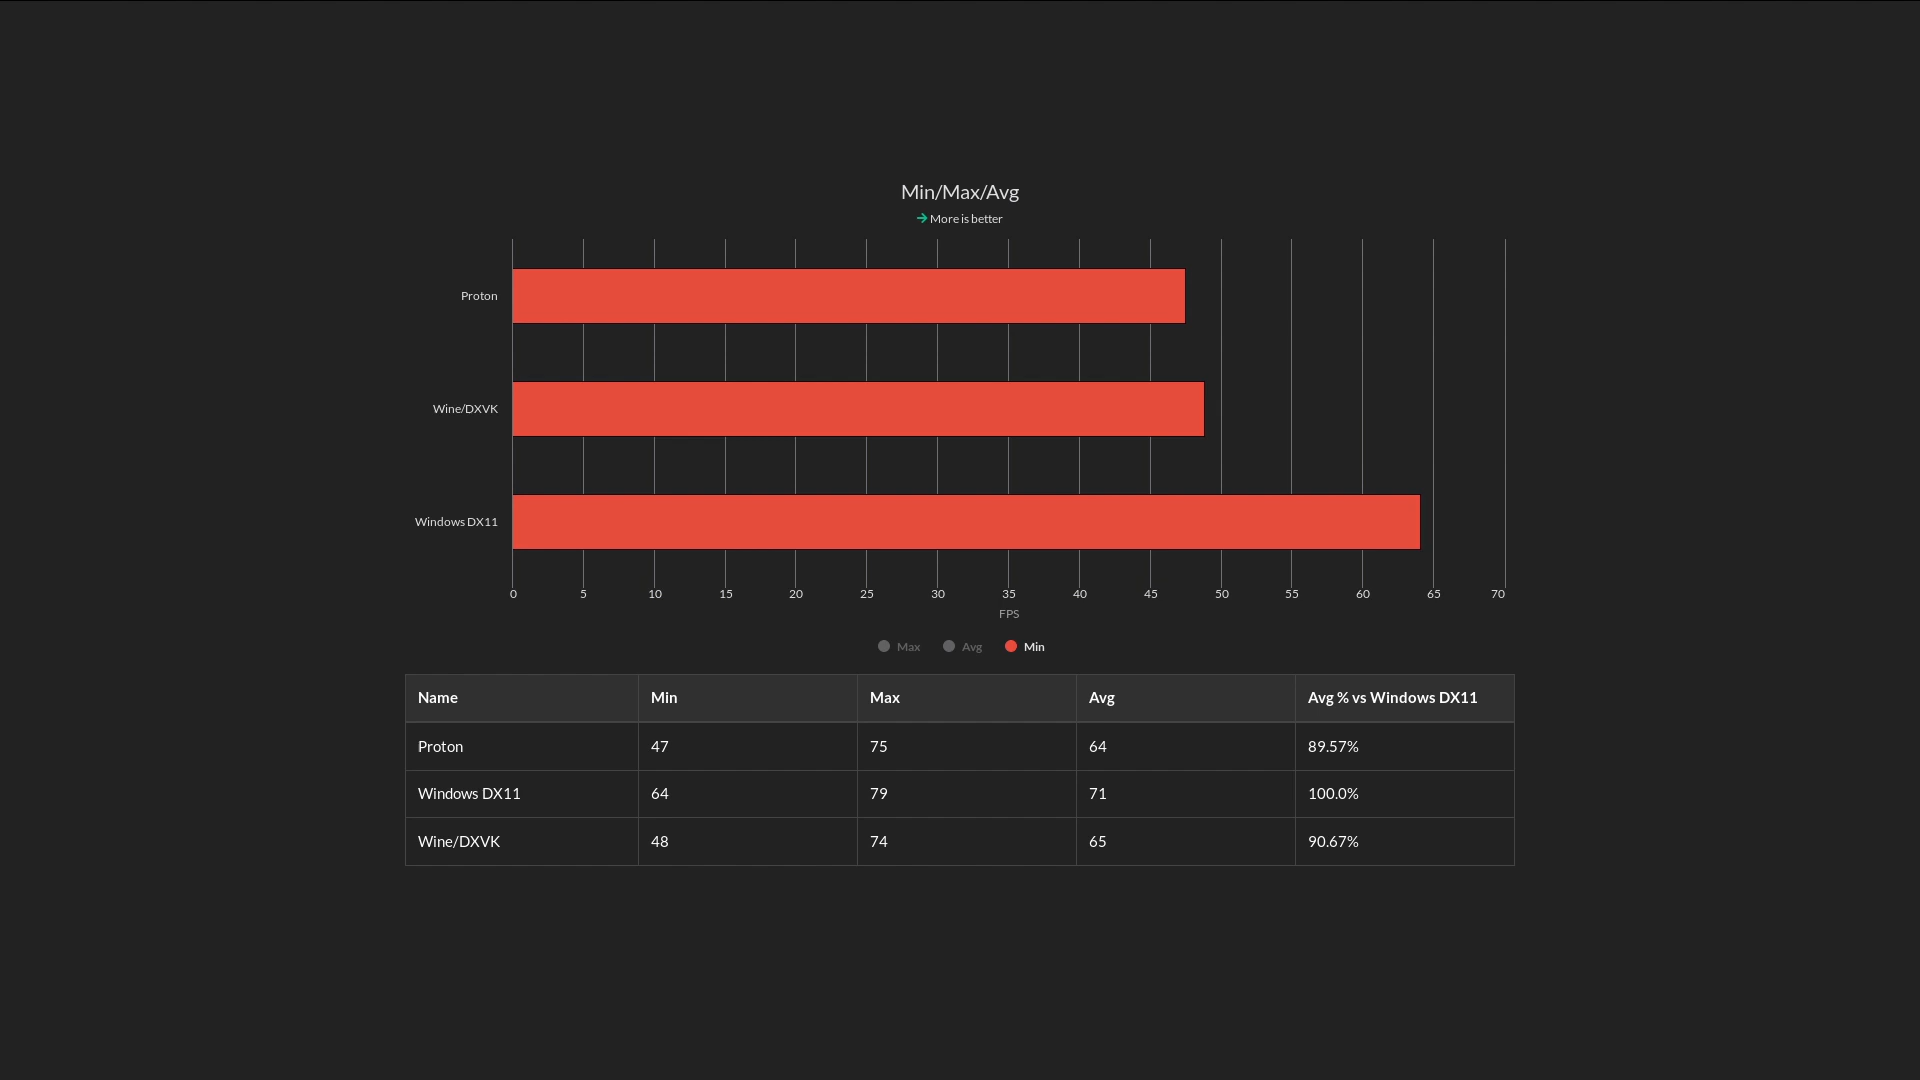 Min/Max/Avg
→ More is better
Proton
Wine/DXVK
Windows DX11
0 5 10 15 20 25 30 35 40 45 50 55 60 65 70
FPS
Max Avg Min
Name Min Max Avg Avg % vs Windows DX11
Proton 47 75 64 89.57%
Windows DX11 64 79 71 100.0%
Wine/DXVK 48 74 65 90.67%